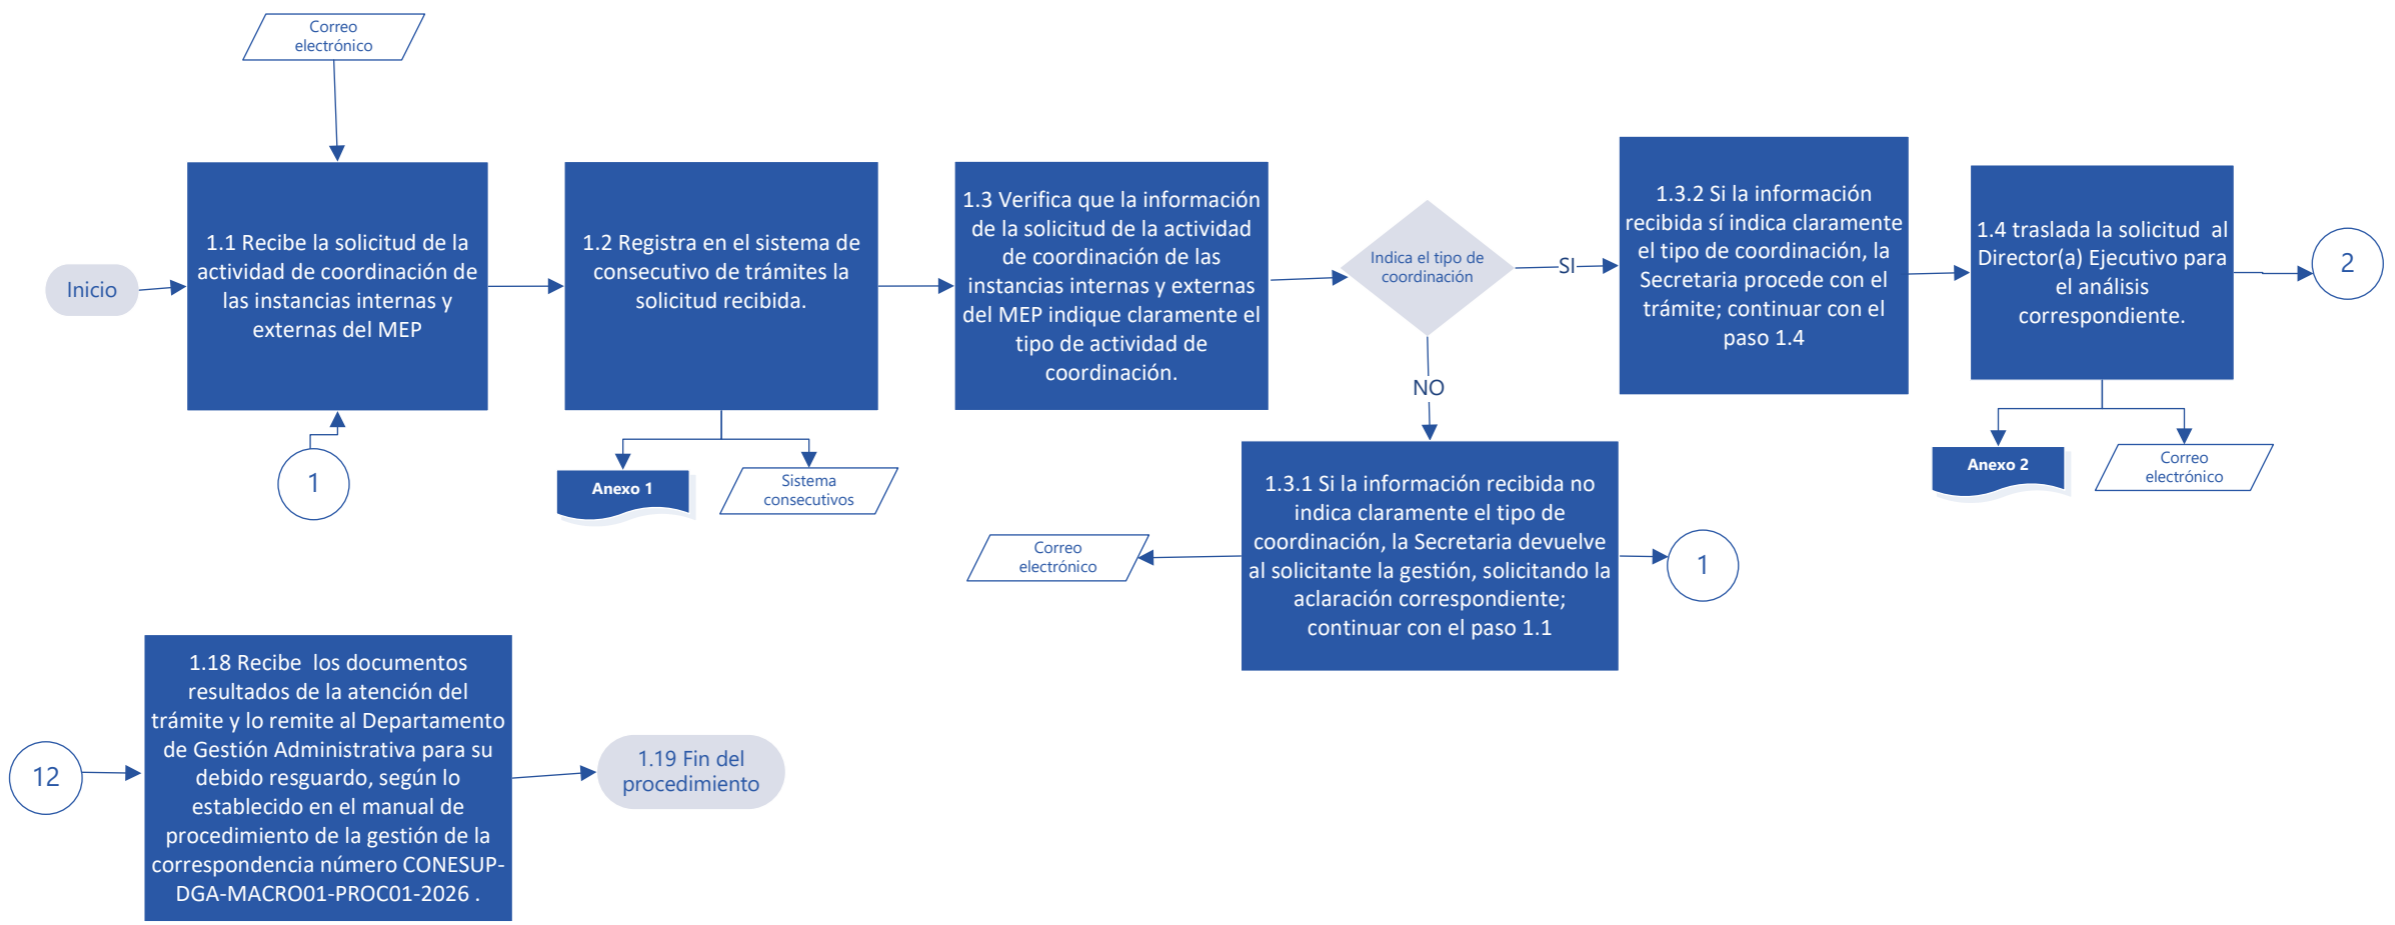 Correo
electrónico
Inicio
1.1 Recibe la solicitud de la
actividad de coordinación de
las instancias internas y
externas del MEP
1
1.2 Registra en el sistema de
consecutivo de trámites la
solicitud recibida.
Anexo 1
Sistema
consecutivos
1.3 Verifica que la información
de la solicitud de la actividad
de coordinación de las
instancias internas y externas
del MEP indique claramente el
tipo de actividad de
coordinación.
Indica el tipo de
coordinación
SI
NO
1.3.2 Si la información
recibida sí indica claramente
el tipo de coordinación, la
Secretaria procede con el
trámite; continuar con el
paso 1.4
1.4 traslada la solicitud  al
Director(a) Ejecutivo para
el análisis
correspondiente.
2
Anexo 2
Correo
electrónico
1.3.1 Si la información recibida no
indica claramente el tipo de
coordinación, la Secretaria devuelve
al solicitante la gestión, solicitando la
aclaración correspondiente;
continuar con el paso 1.1
Correo
electrónico
1
12
1.18 Recibe  los documentos
resultados de la atención del
trámite y lo remite al Departamento
de Gestión Administrativa para su
debido resguardo, según lo
establecido en el manual de
procedimiento de la gestión de la
correspondencia número CONESUP-
DGA-MACRO01-PROC01-2026 .
1.19 Fin del
procedimiento